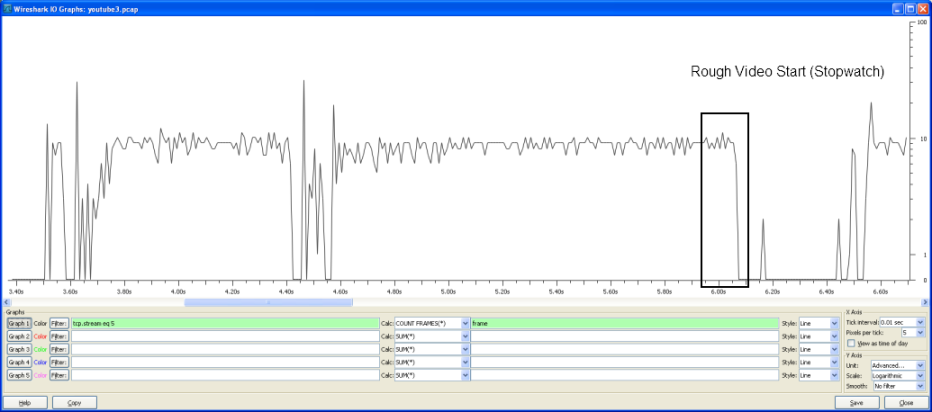 Wireshark IO Graphs: youtube3.pcap
100
Rough Video Start (Stopwatch)
10
1
0
3.40s 3.60s 3.80s 4.00s 4.20s 4.40s 4.60s 4.80s 5.00s 5.20s 5.40s 5.60s 5.80s 6.00s 6.20s 6.40s 6.60s
Graphs
Graph 1 Color Filter: tcp.stream eq 5 Calc: COUNT FRAMES(*) frame Style: Line
Graph 2 Color Filter: Calc: SUM(*) Style: Line
Graph 3 Color Filter: Calc: SUM(*) Style: Line
Graph 4 Color Filter: Calc: SUM(*) Style: Line
Graph 5 Color Filter: Calc: SUM(*) Style: Line
X Axis
Tick interval: 0.01 sec
Pixels per tick: 5
View as time of day
Y Axis
Unit: Advanced...
Scale: Logarithmic
Smooth: No filter
Help Copy Save Close